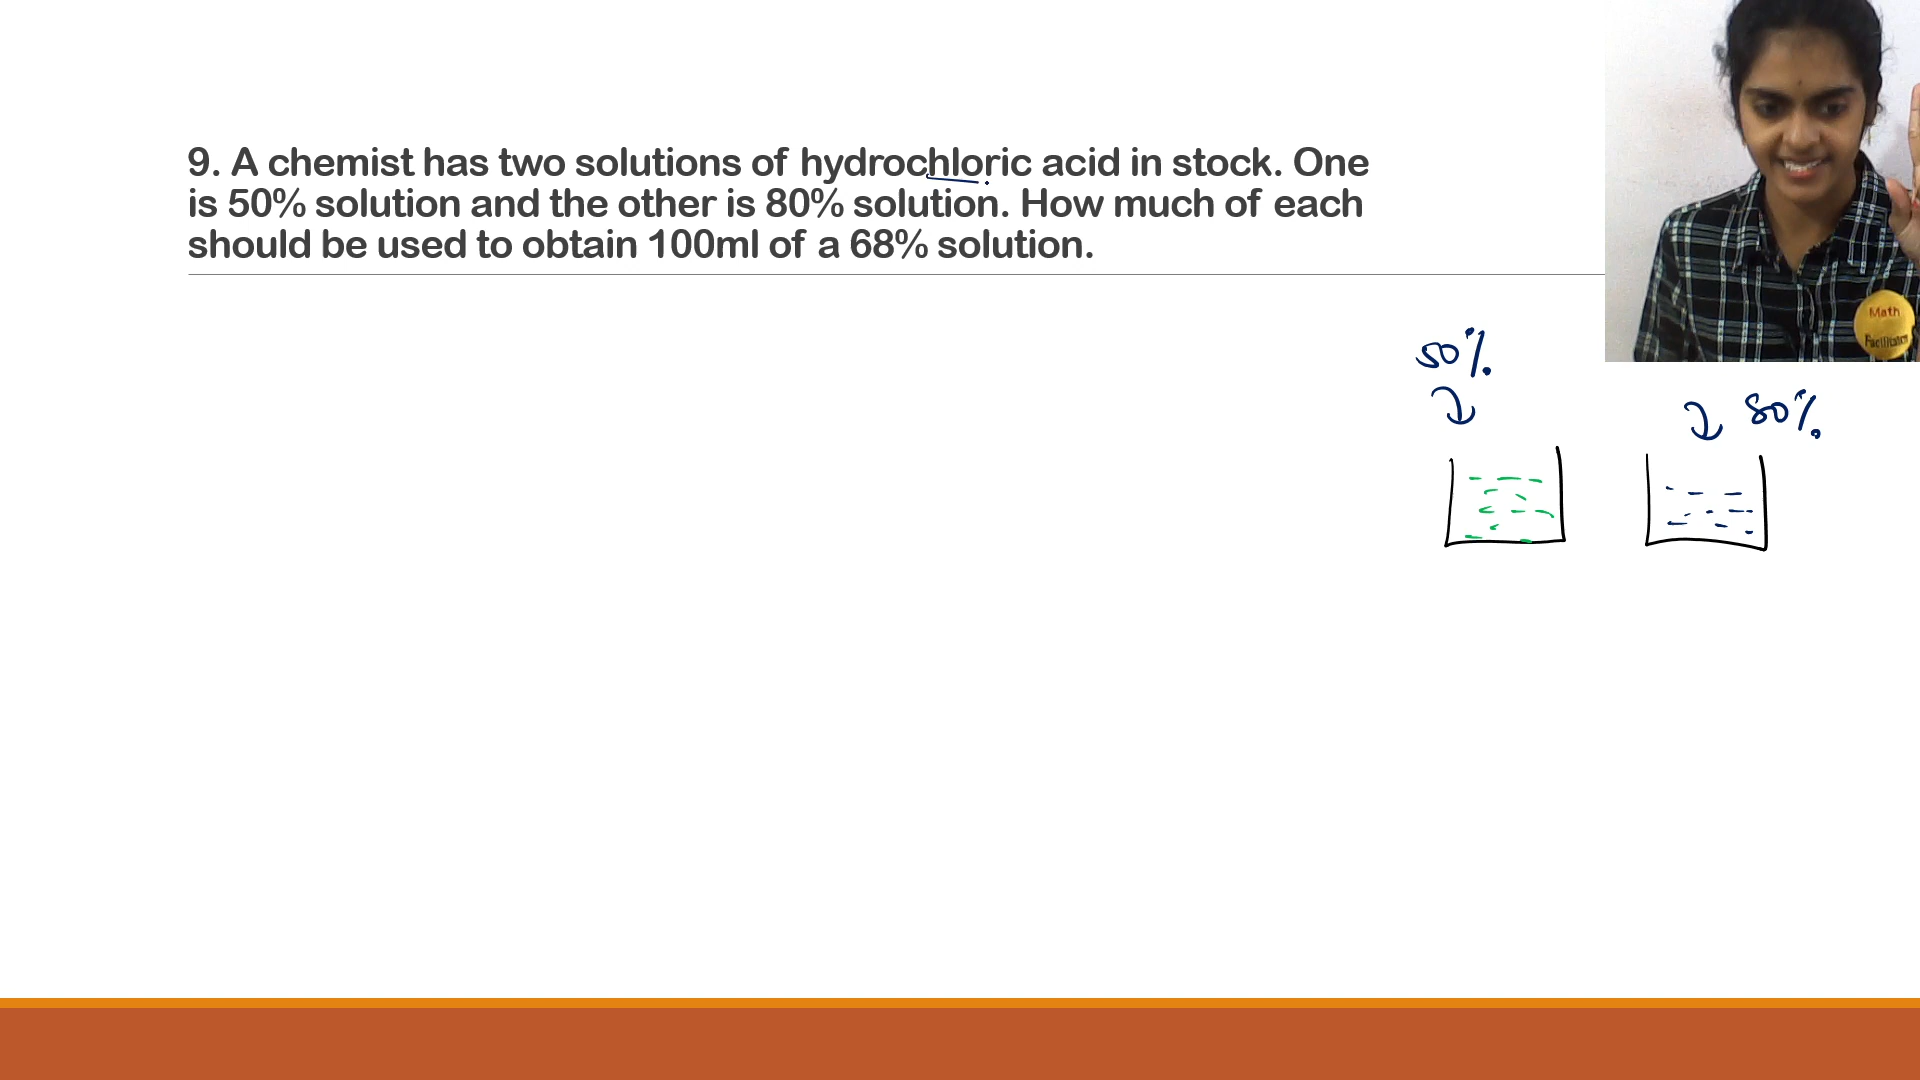 9. A chemist has two solutions of hydrochloric acid in stock. One
is 50% solution and the other is 80% solution. How much of each
should be used to obtain 100ml of a 68% solution.
50%
80%
Math
Facilitator